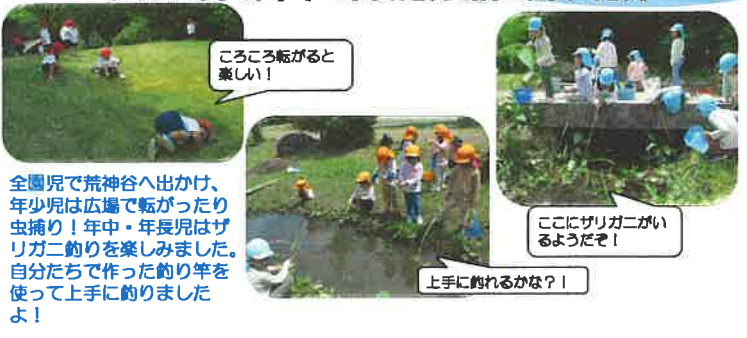 ころころ転がると
楽しい！
全園児で荒神谷へ出かけ、
年少児は広場で転がったり
虫捕り！年中・年長児はザ
リガニ釣りを楽しみました。
自分たちで作った釣り竿を
使って上手に釣りました
よ！
上手に釣れるかな？！
ここにザリガニがい
るようだぞ！